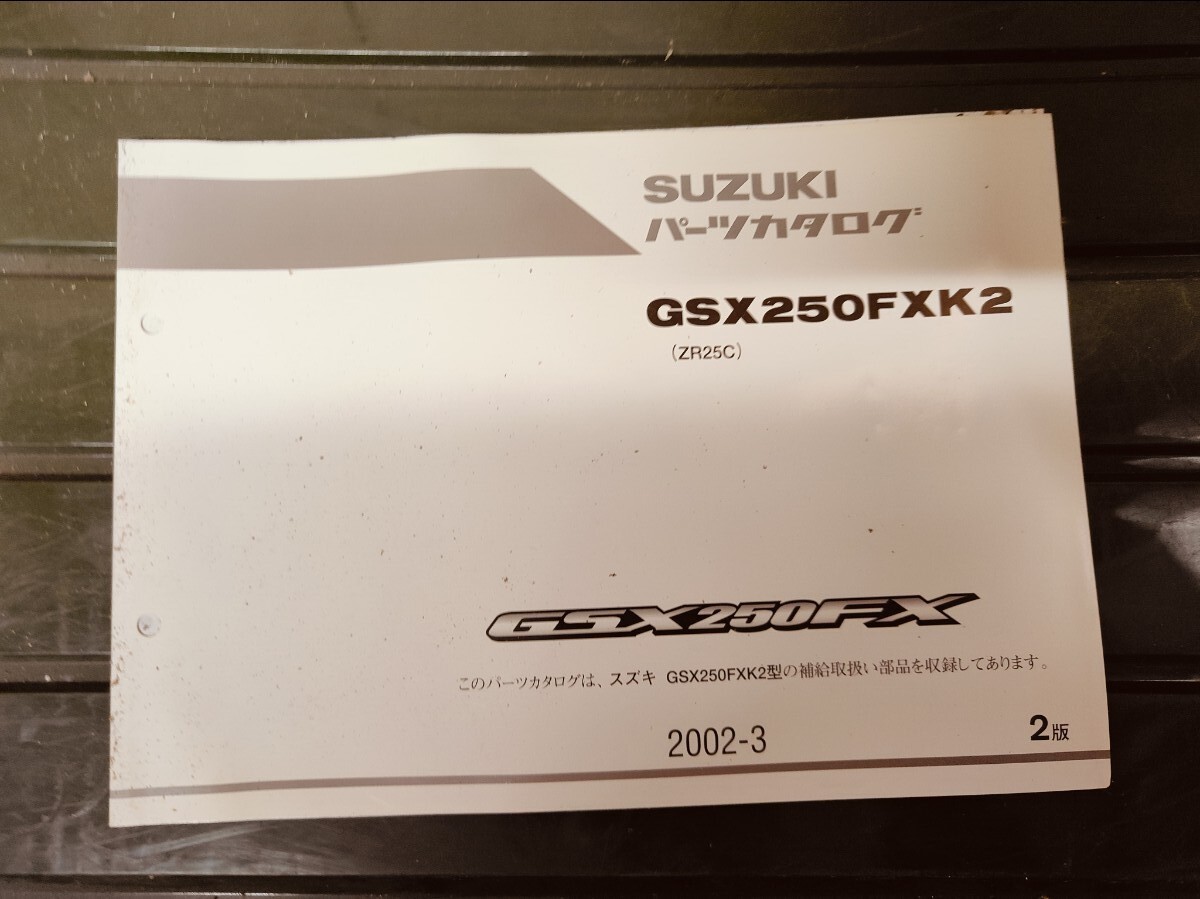 SUZUKI
パーツカタログ
GSX250FXK2
(ZR25C)
GSX250FX
このパーツカタログは、スズキ GSX250FXK2型の補給取扱い部品を収録してあります。
2002-3
2版